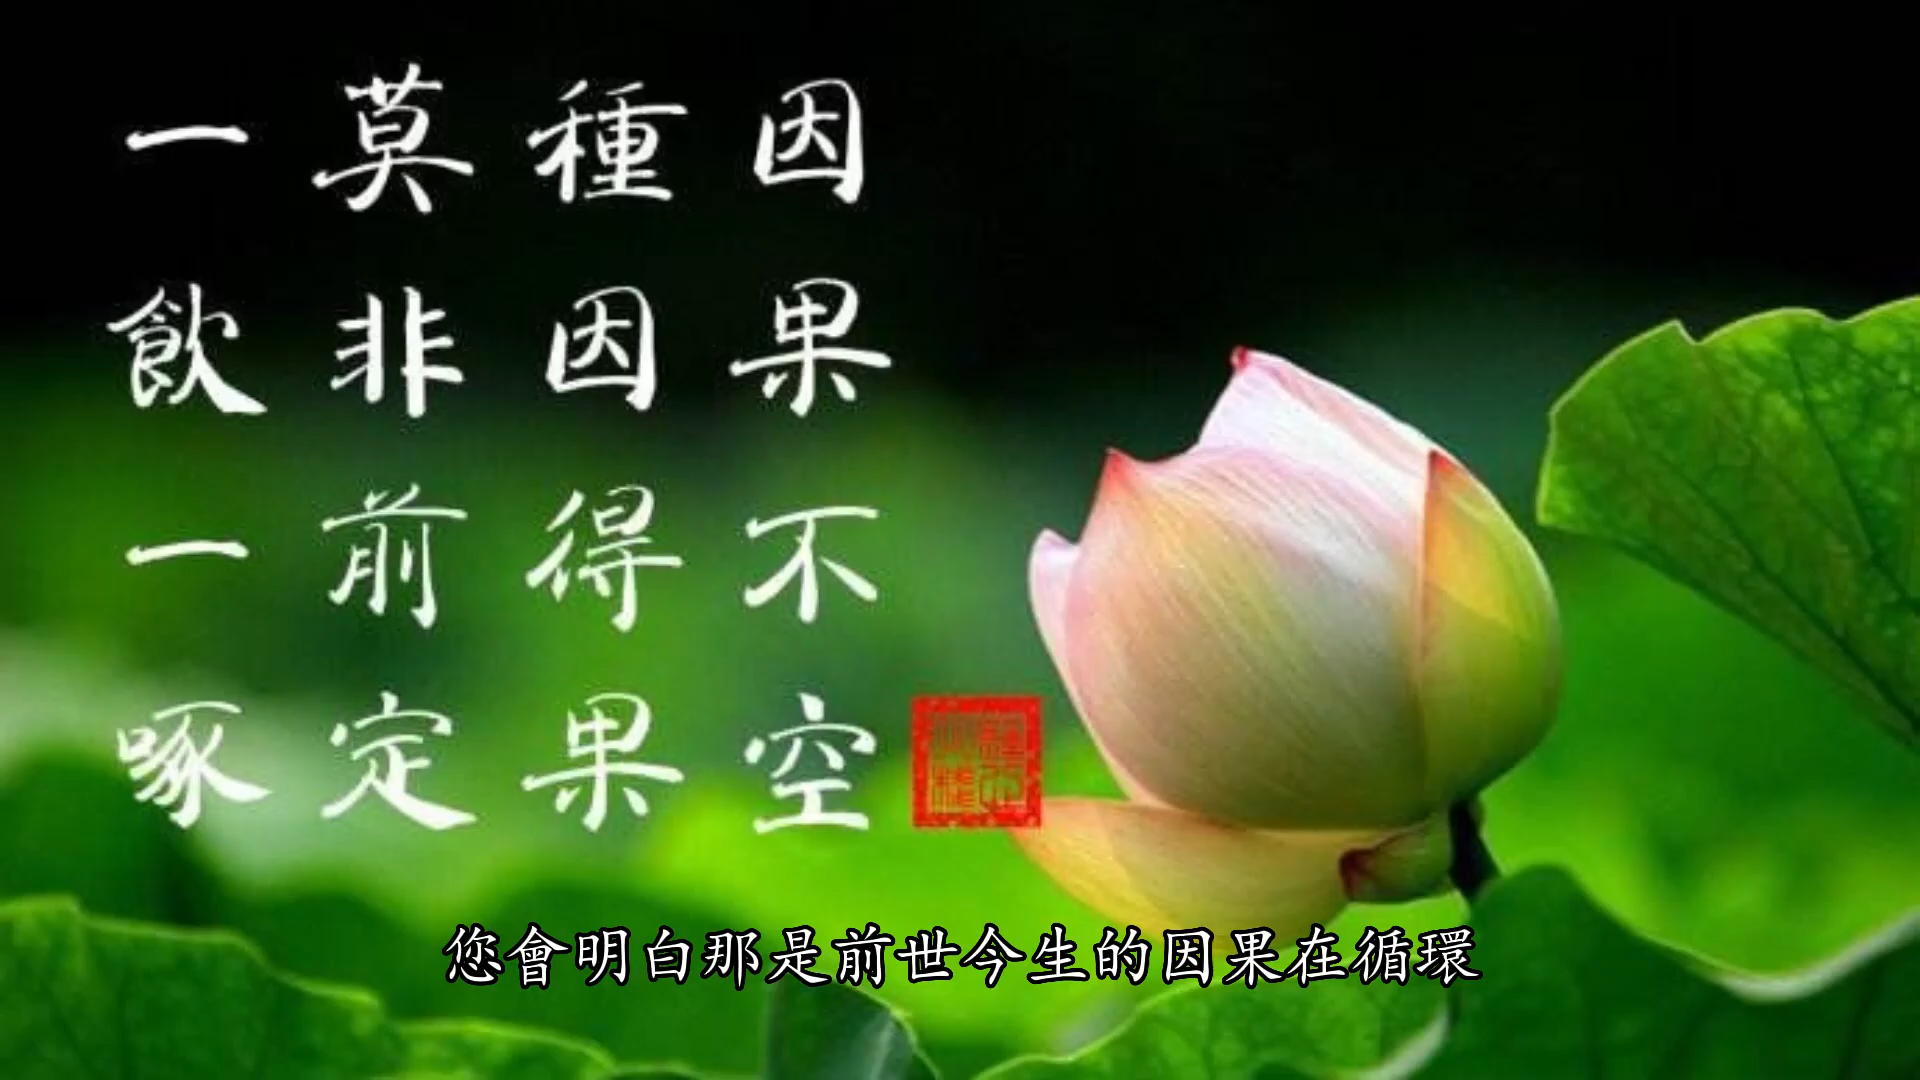 一飲一啄
莫非前定
種因得果
因果不空
您會明白那是前世今生的因果在循環